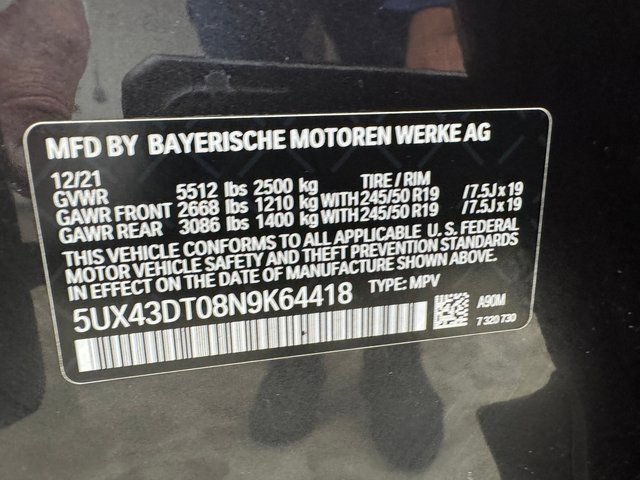 MFD BY BAYERISCHE MOTOREN WERKE AG
12/21 TIRE / RIM
GVWR 5512 lbs 2500 kg
GAWR FRONT 2668 lbs 1210 kg WITH 245/50 R19 /7.5J x 19
GAWR REAR 3086 lbs 1400 kg WITH 245/50 R19 /7.5J x 19
THIS VEHICLE CONFORMS TO ALL APPLICABLE U. S. FEDERAL
MOTOR VEHICLE SAFETY AND THEFT PREVENTION STANDARDS
IN EFFECT ON THE DATE OF MANUFACTURE SHOWN ABOVE.
5UX43DT08N9K64418 TYPE: MPV
A90M
7 320 730